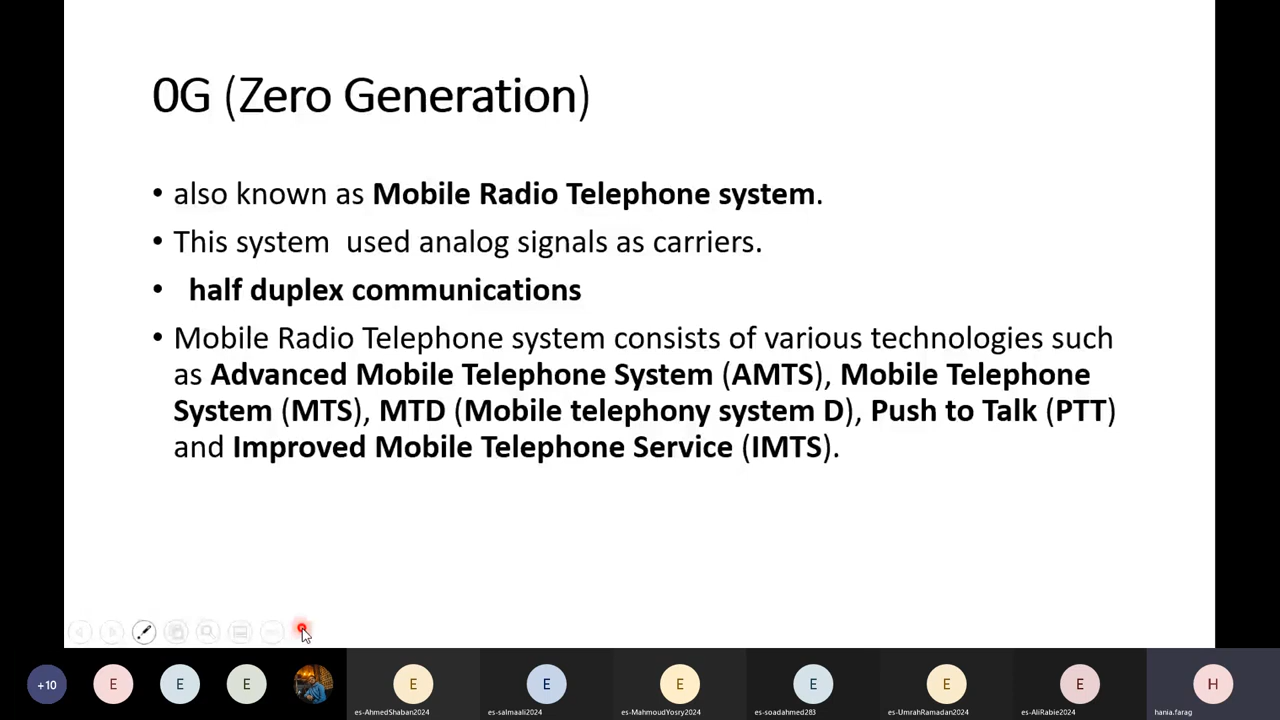 0G (Zero Generation)
• also known as Mobile Radio Telephone system.
• This system  used analog signals as carriers.
•  half duplex communications
• Mobile Radio Telephone system consists of various technologies such
as Advanced Mobile Telephone System (AMTS), Mobile Telephone
System (MTS), MTD (Mobile telephony system D), Push to Talk (PTT)
and Improved Mobile Telephone Service (IMTS).
+10 E E E E E E E E E H
es-AhmedShaban2024 es-salmaali2024 es-MahmoudYosry2024 es-soadahmed283 es-UmrahRamadan2024 es-AliRabie2024 hania.farag